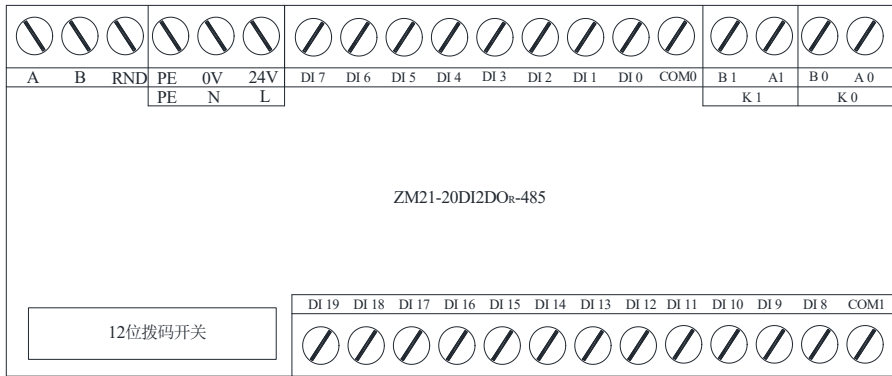 A B RND PE 0V 24V DI 7 DI 6 DI 5 DI 4 DI 3 DI 2 DI 1 DI 0 COM0 B 1 A1 B 0 A 0
PE N L K 1 K 0
ZM21-20DI2DOR-485
DI 19 DI 18 DI 17 DI 16 DI 15 DI 14 DI 13 DI 12 DI 11 DI 10 DI 9 DI 8 COM1
12位拨码开关